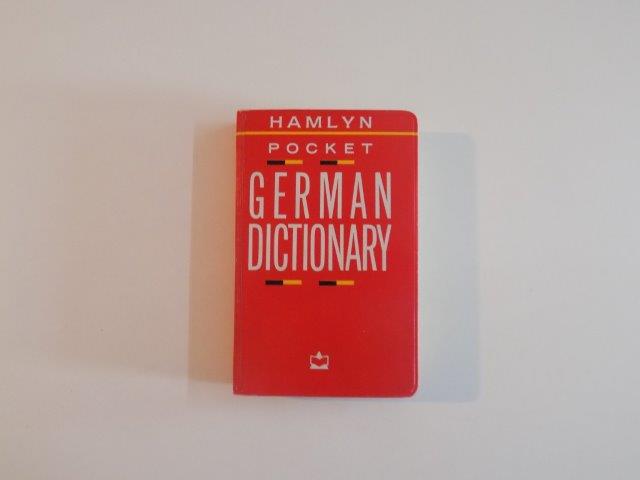 HAMLYN
POCKET
GERMAN
DICTIONARY